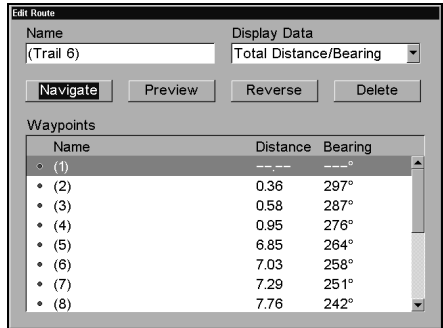 Edit Route
Name Display Data
(Trail 6) Total Distance/Bearing
Navigate Preview Reverse Delete
Waypoints
Name Distance Bearing
(1) --.-- ---°
(2) 0.36 297°
(3) 0.58 287°
(4) 0.95 276°
(5) 6.85 264°
(6) 7.03 258°
(7) 7.29 251°
(8) 7.76 242°